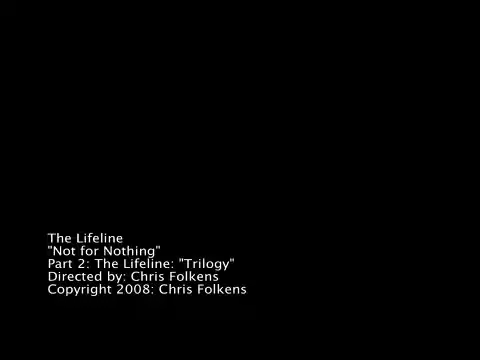 The Lifeline
"Not for Nothing"
Part 2: The Lifeline: "Trilogy"
Directed by: Chris Folkens
Copyright 2008: Chris Folkens